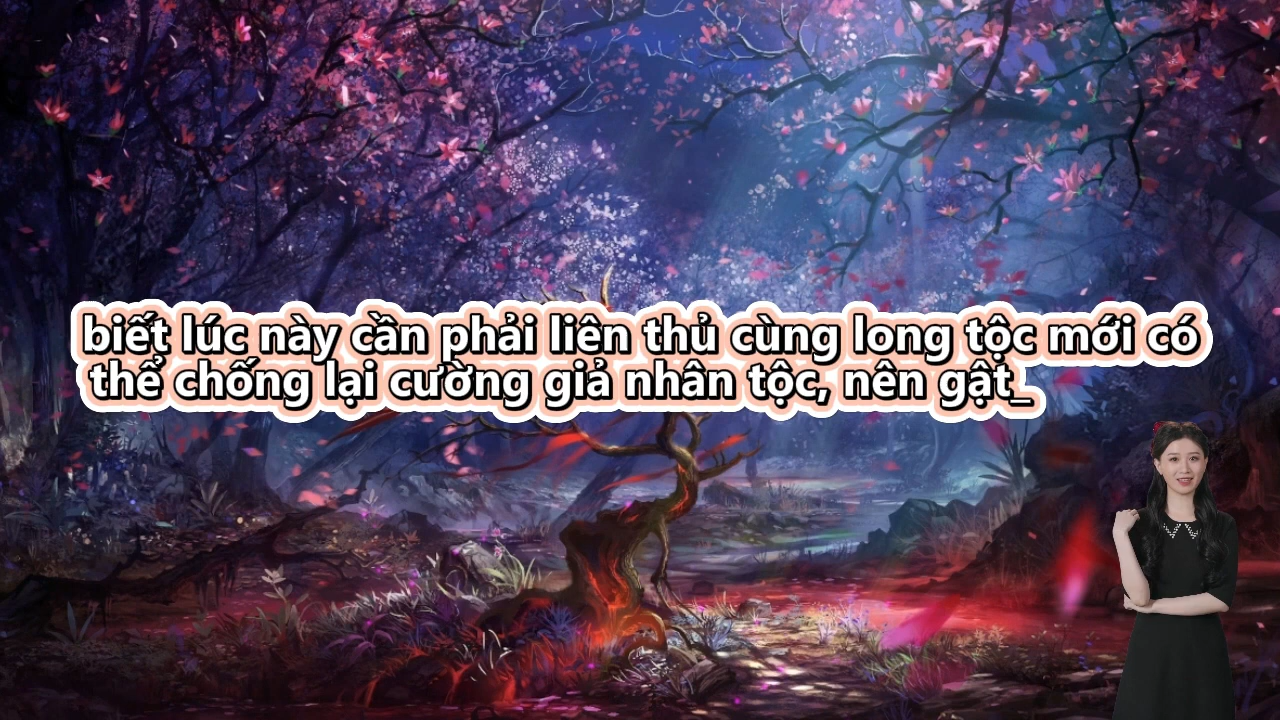 biết lúc này cần phải liên thủ cùng long tộc mới có
thể chống lại cường giả nhân tộc, nên gật_